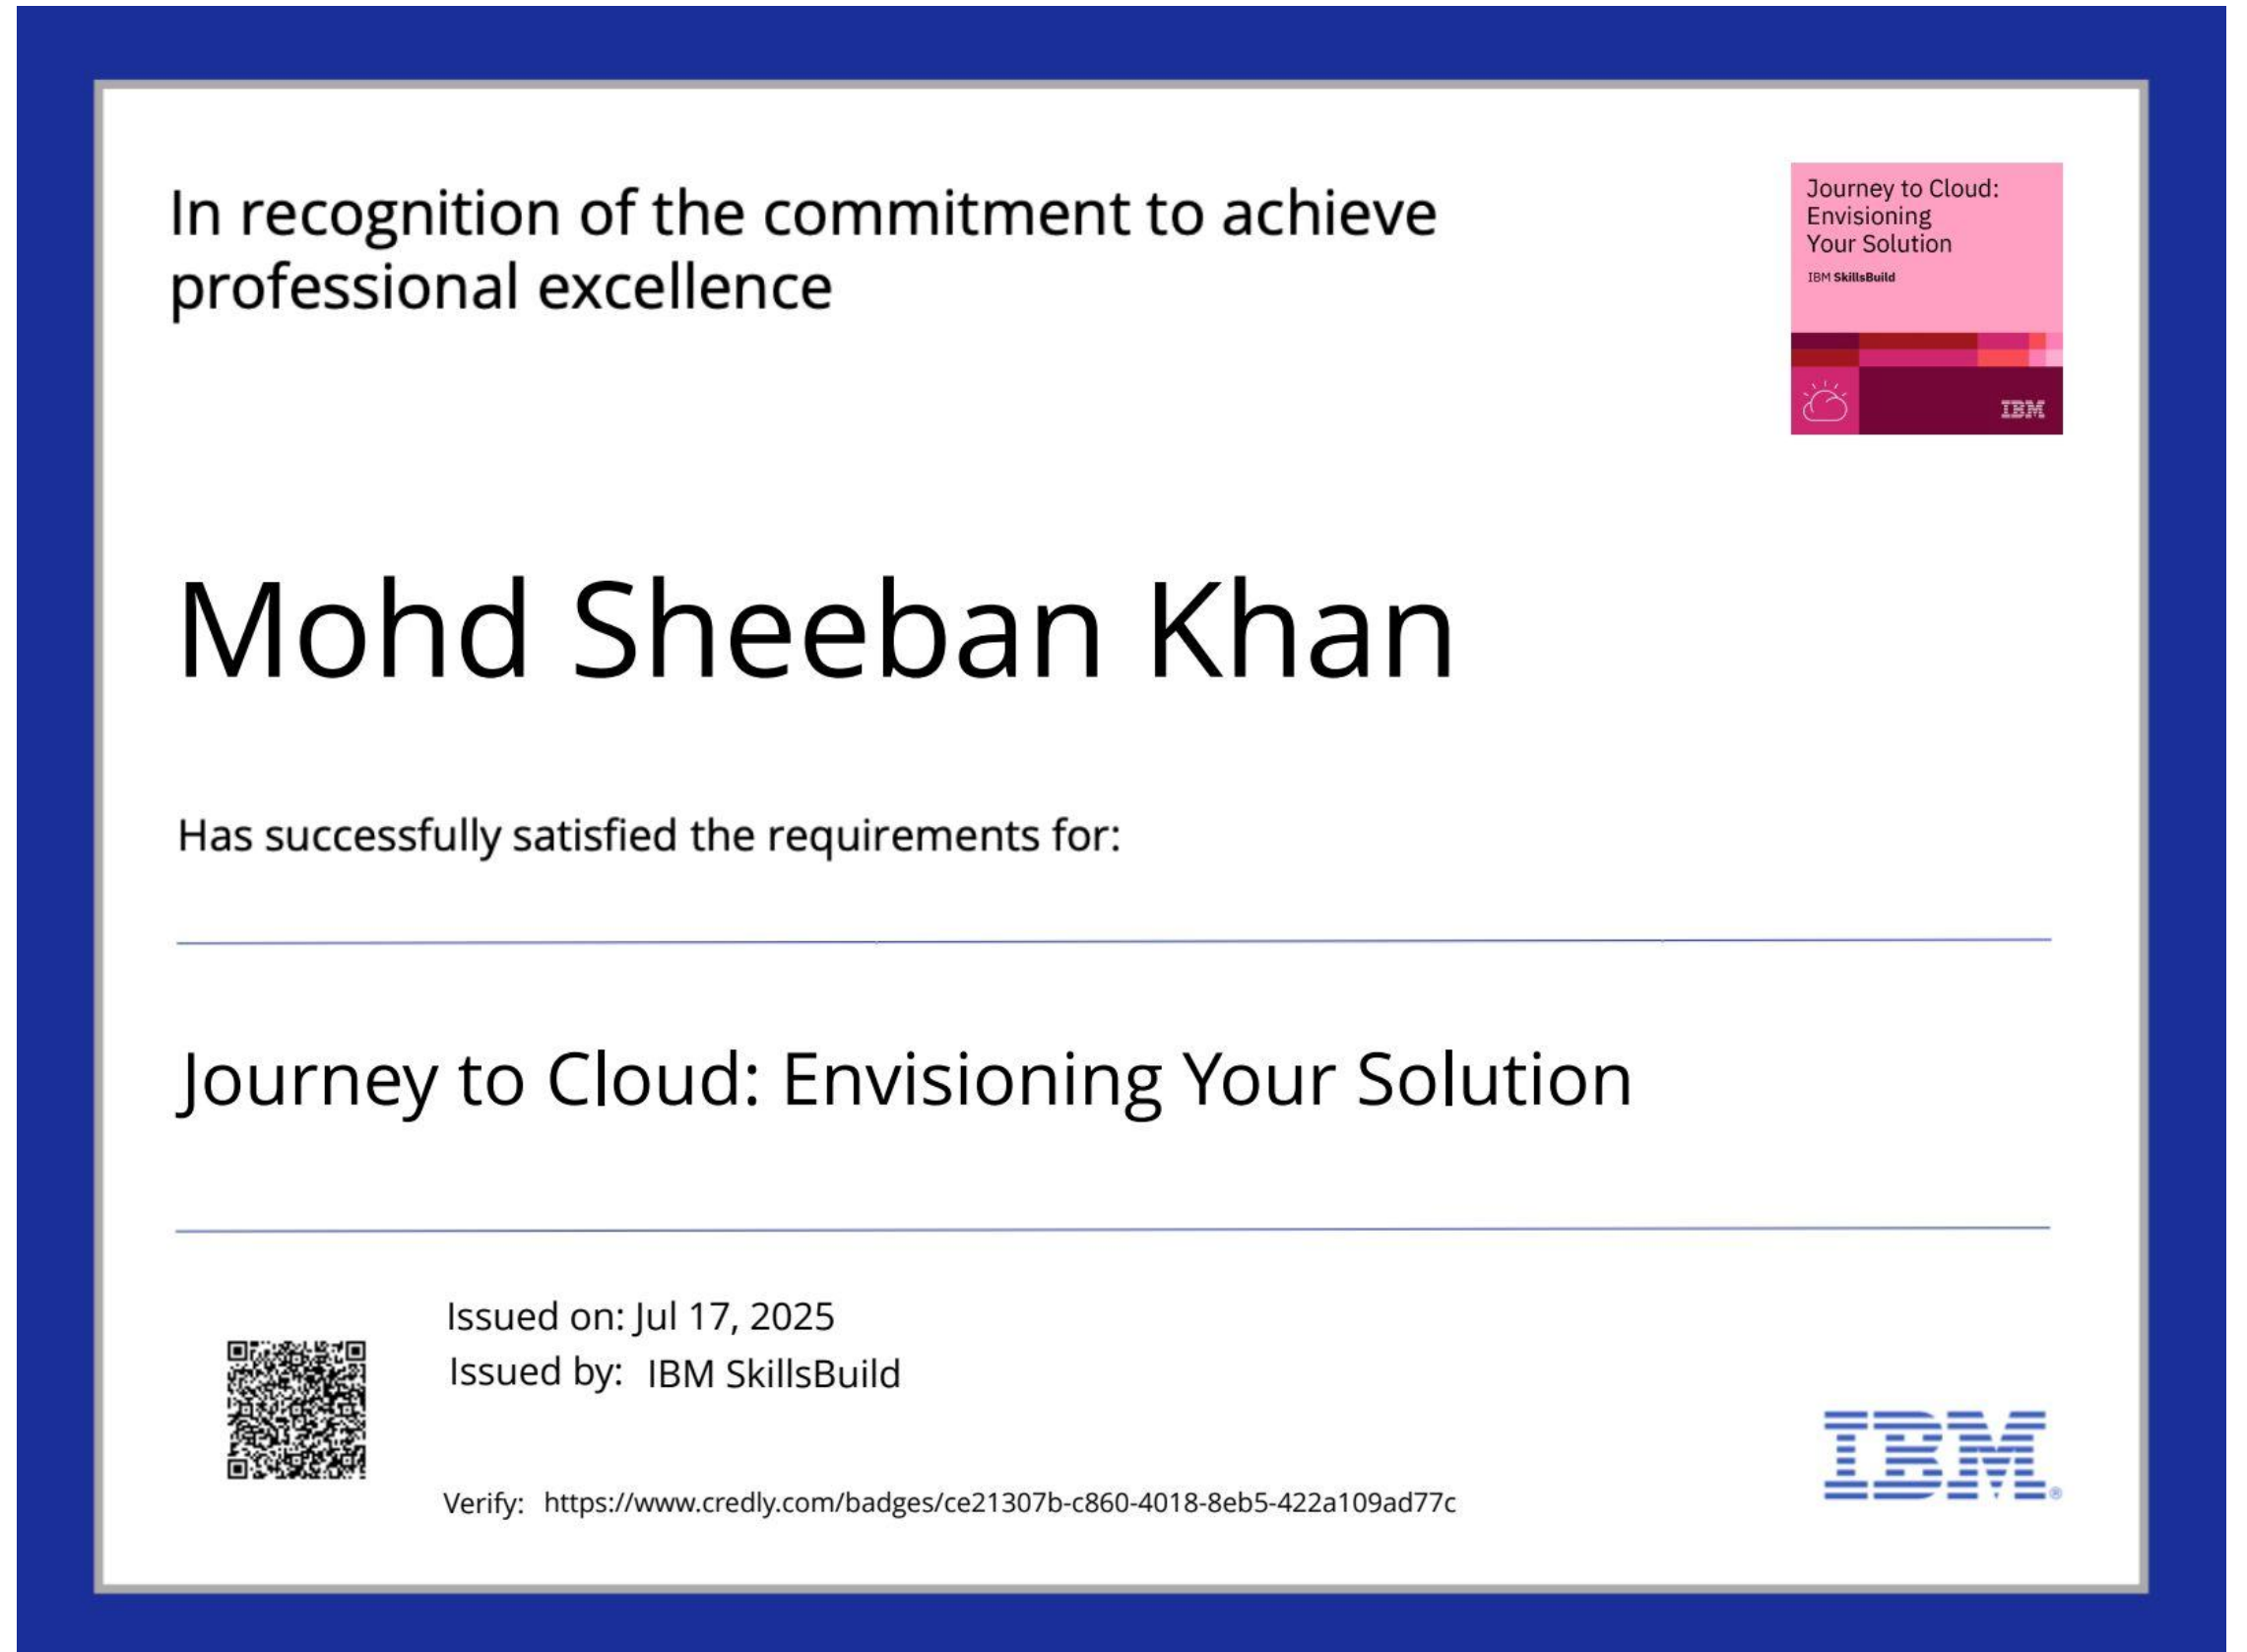 In recognition of the commitment to achieve
professional excellence
Journey to Cloud:
Envisioning
Your Solution
IBM SkillsBuild
IBM
Mohd Sheeban Khan
Has successfully satisfied the requirements for:
Journey to Cloud: Envisioning Your Solution
Issued on: Jul 17, 2025
Issued by: IBM SkillsBuild
Verify: https://www.credly.com/badges/ce21307b-c860-4018-8eb5-422a109ad77c
IBM®